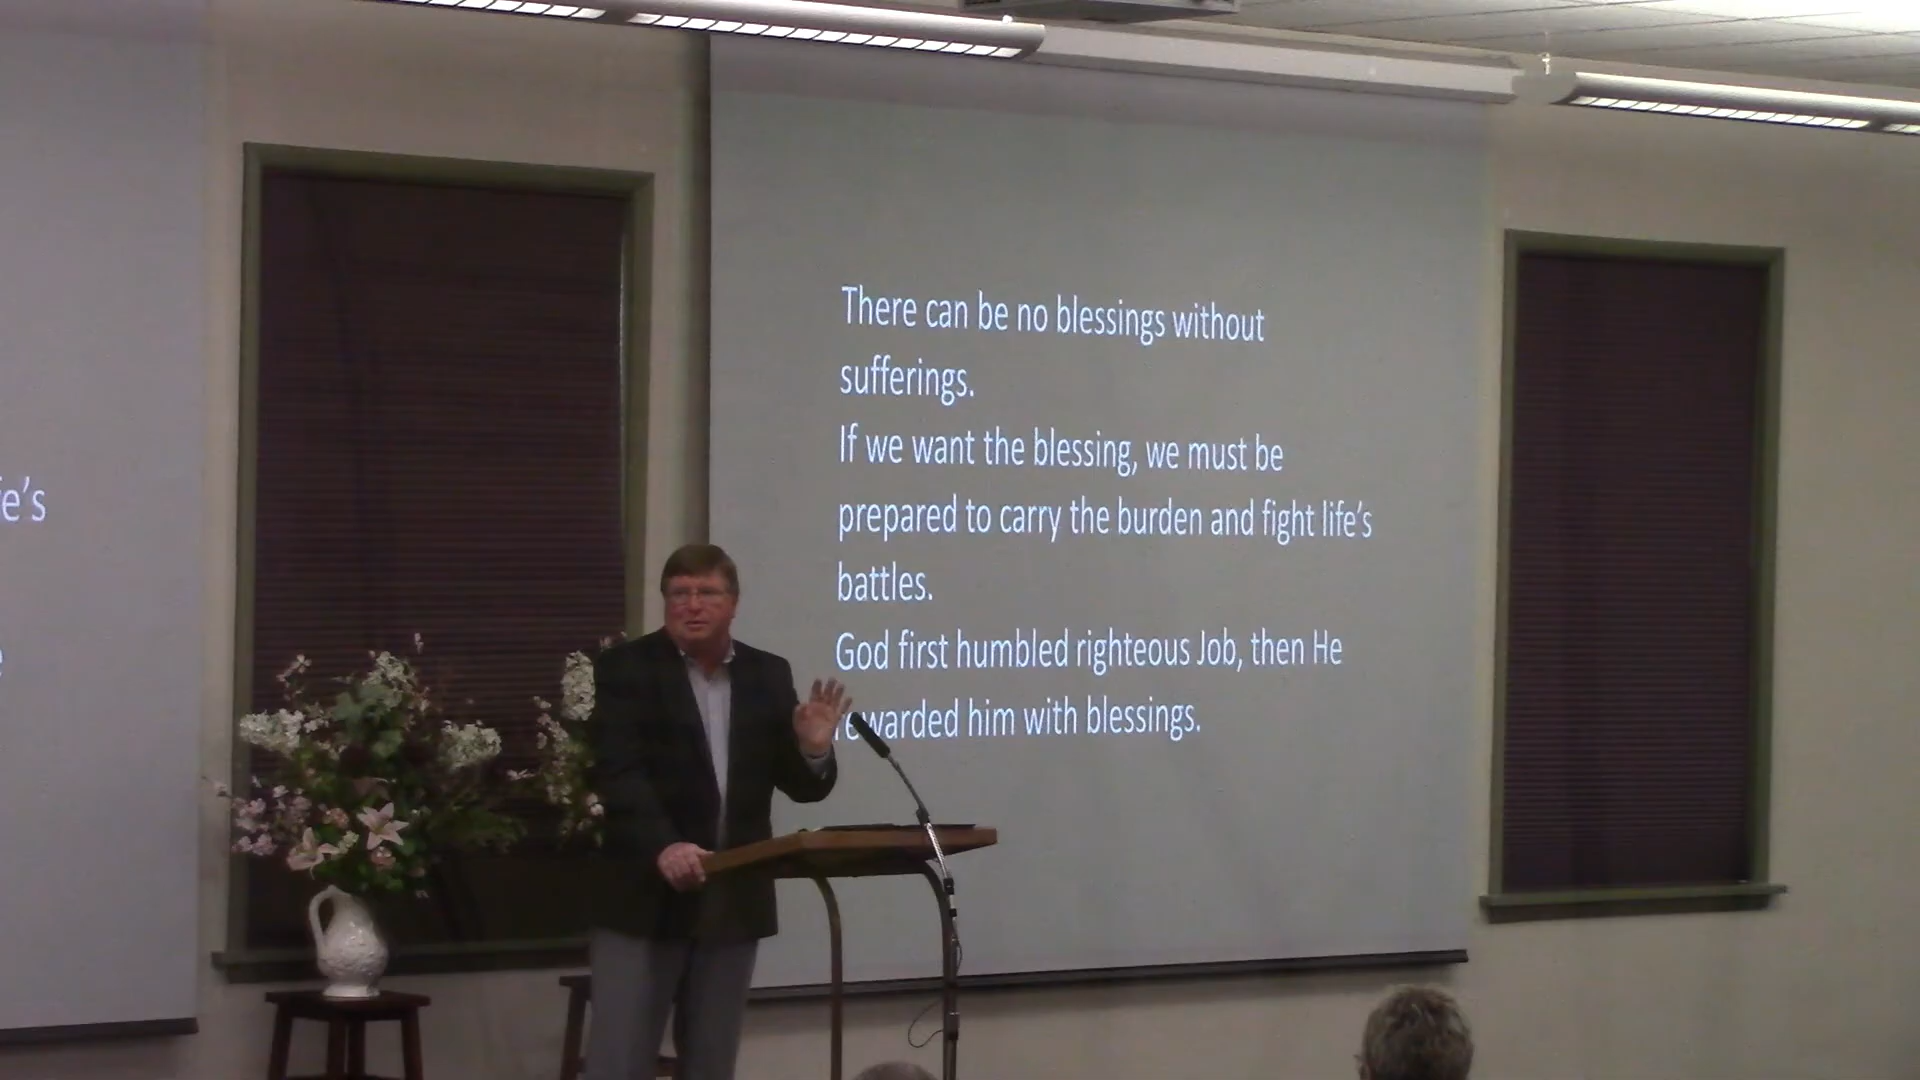 There can be no blessings without
sufferings.
If we want the blessing, we must be
prepared to carry the burden and fight life's
battles.
God first humbled righteous Job, then He
rewarded him with blessings.